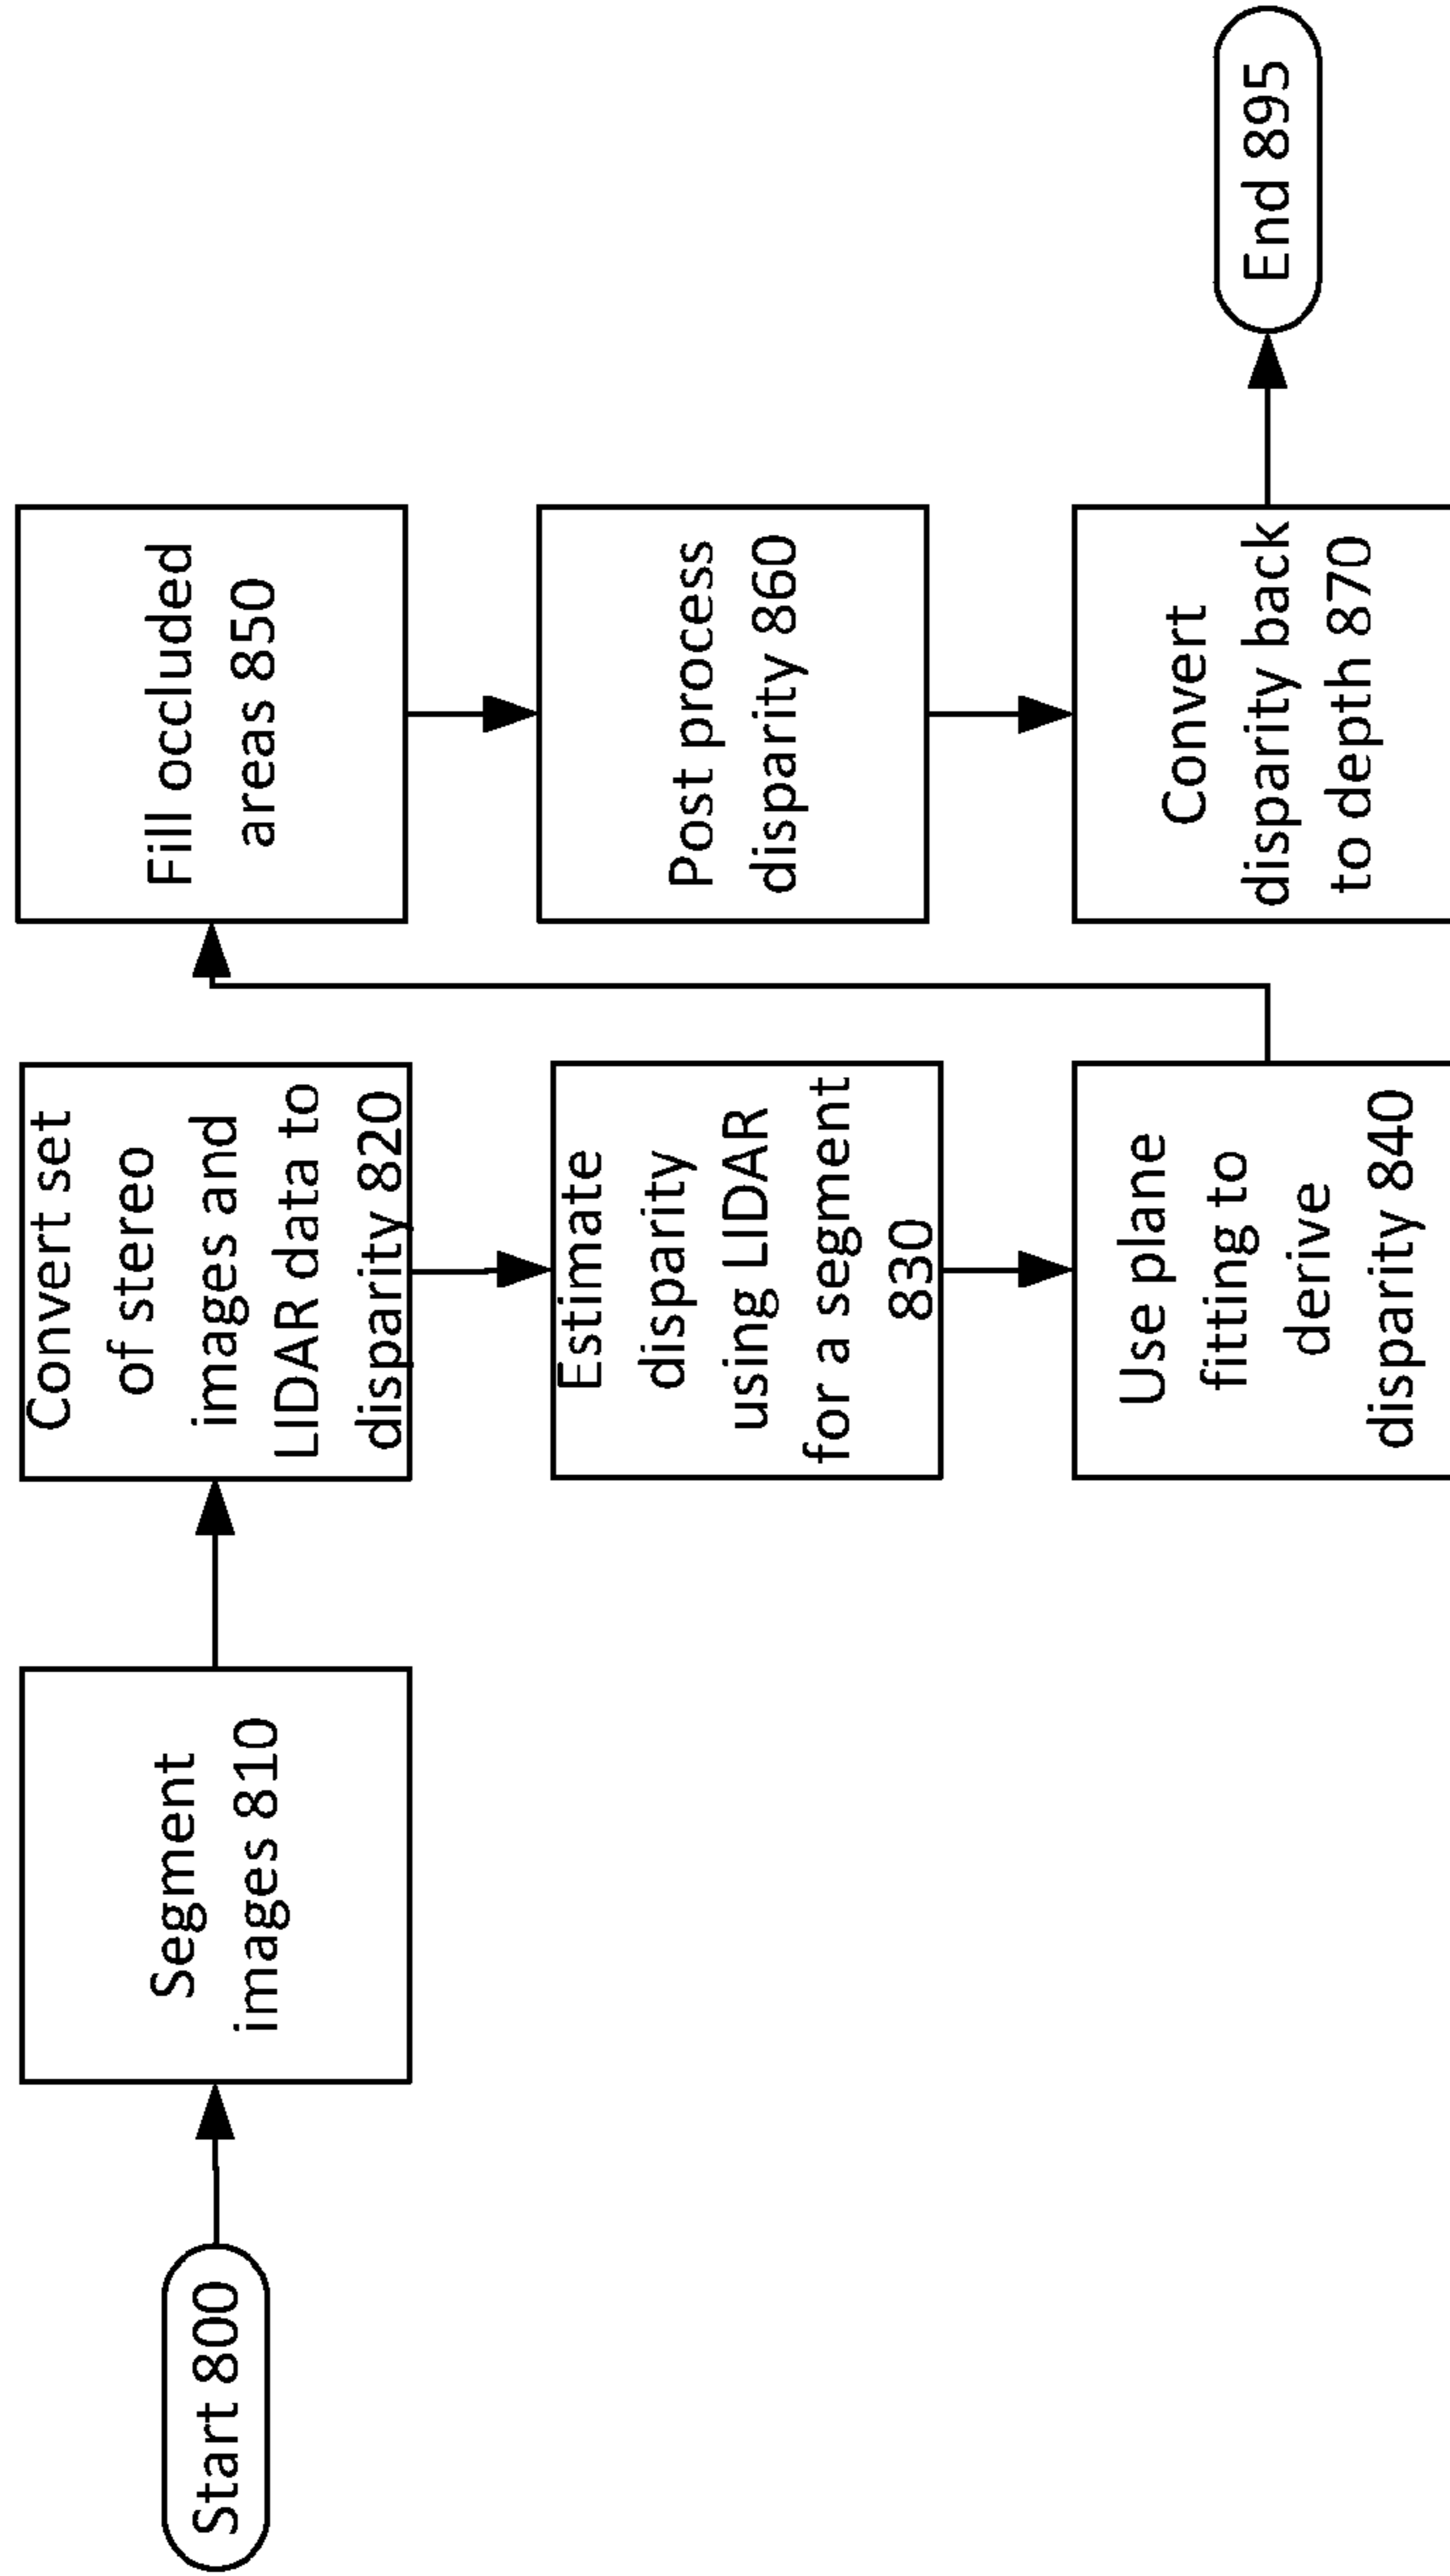 Start 800
Segment
images 810
Convert set
of stereo
images and
LIDAR data to
disparity 820
Estimate
disparity
using LIDAR
for a segment
830
Use plane
fitting to
derive
disparity 840
Fill occluded
areas 850
Post process
disparity 860
Convert
disparity back
to depth 870
End 895